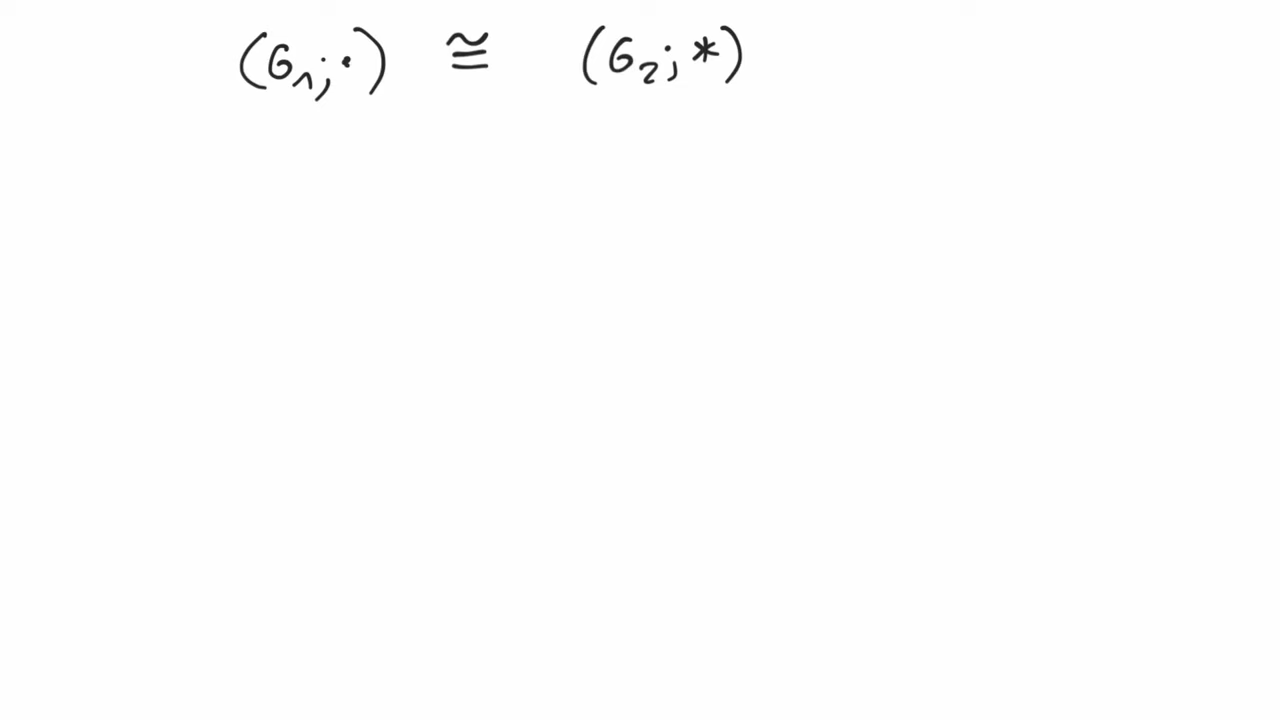 (G₁; ·) ≅ (G₂; *)